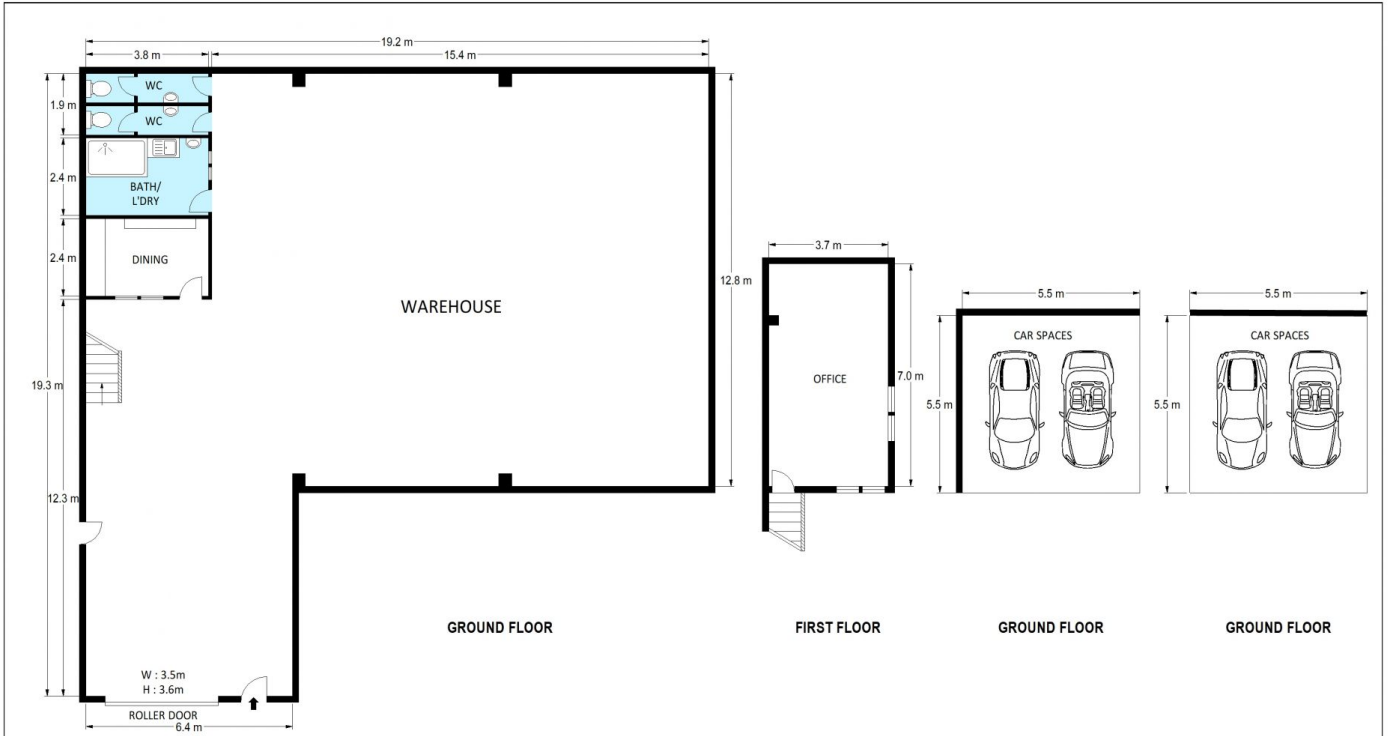 19.2 m
3.8 m
15.4 m
WC
1.9 m
WC
2.4 m
BATH/
L'DRY
2.4 m
DINING
12.8 m
WAREHOUSE
19.3 m
12.3 m
GROUND FLOOR
W : 3.5m
H : 3.6m
ROLLER DOOR
6.4 m
3.7 m
OFFICE
7.0 m
FIRST FLOOR
5.5 m
CAR SPACES
5.5 m
GROUND FLOOR
5.5 m
CAR SPACES
5.5 m
GROUND FLOOR